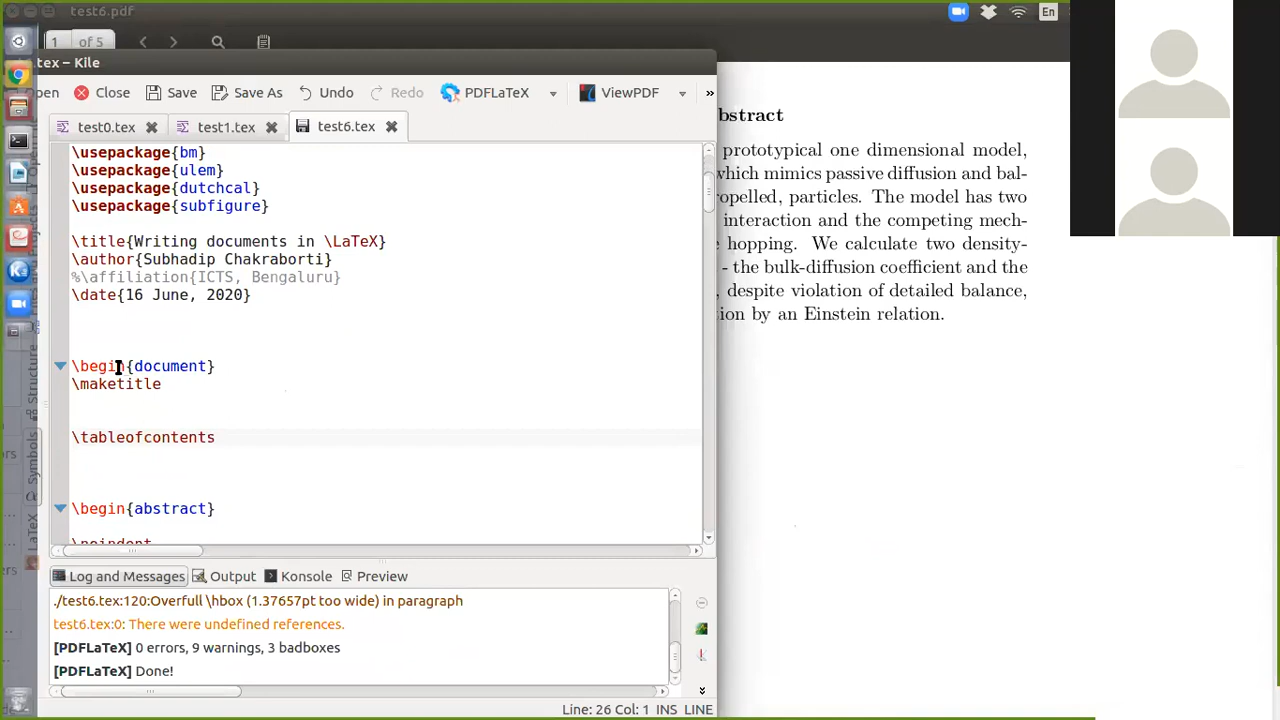 test6.pdf
En
1 of 5
.tex – Kile
Open Close Save Save As Undo Redo PDFLaTeX ViewPDF »
test0.tex test1.tex test6.tex
\usepackage{bm}
\usepackage{ulem}
\usepackage{dutchcal}
\usepackage{subfigure}
\title{Writing documents in \LaTeX}
\author{Subhadip Chakraborti}
%\affiliation{ICTS, Bengaluru}
\date{16 June, 2020}
\begin{document}
\maketitle
\tableofcontents
\begin{abstract}
\noindent
Structure
Symbols
LaTeX
Log and Messages Output Konsole Preview
./test6.tex:120:Overfull \hbox (1.37657pt too wide) in paragraph
test6.tex:0: There were undefined references.
[PDFLaTeX] 0 errors, 9 warnings, 3 badboxes
[PDFLaTeX] Done!
Line: 26 Col: 1 INS LINE
bstract
prototypical one dimensional model,
which mimics passive diffusion and bal-
opelled, particles. The model has two
interaction and the competing mech-
e hopping. We calculate two density-
- the bulk-diffusion coefficient and the
, despite violation of detailed balance,
tion by an Einstein relation.